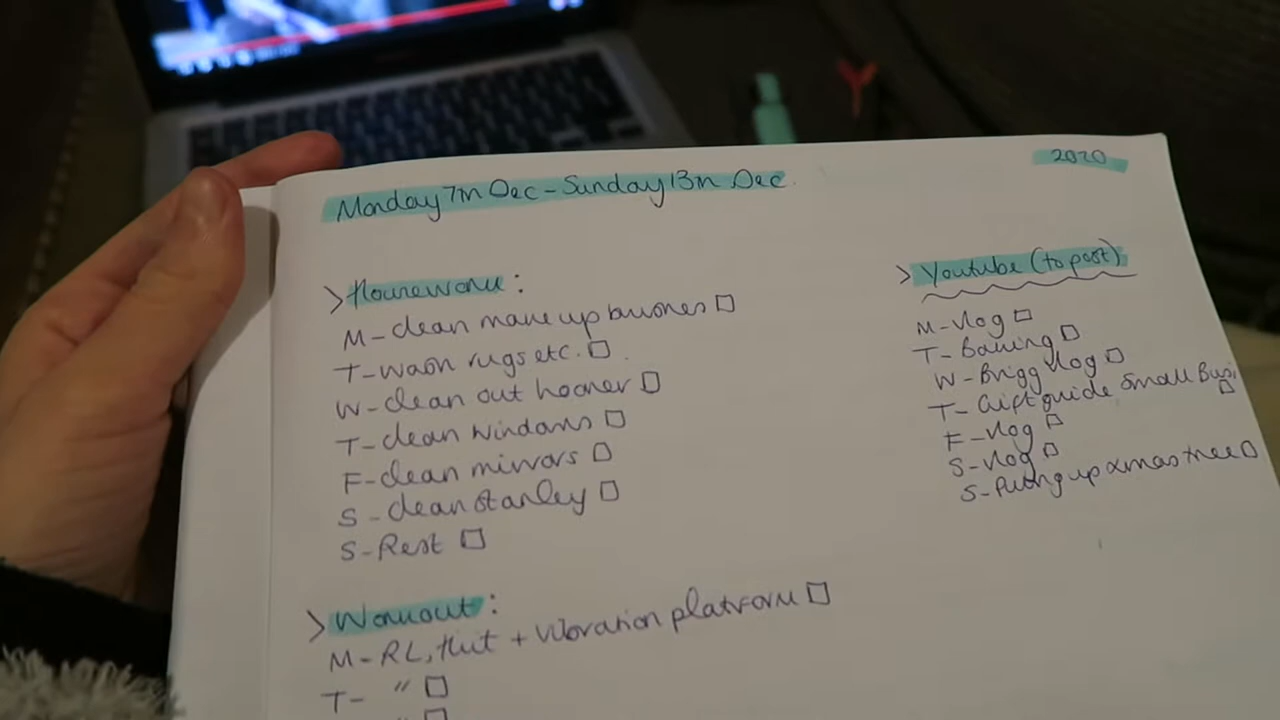 2020
Monday 7th Dec - Sunday 13th Dec.
> Housework:
M - clean make up brushes
T - wash rugs etc.
W - clean out hoover
T - clean windows
F - clean mirrors
S - clean Stanley
S - Rest
> Youtube (to post)
M - Vlog
T - Baking
W - Brigg Vlog
T - Gift guide Small Busi
F - Vlog
S - Vlog
S - Putting up xmas tree
> Workout:
M - RL, + vibration platform
T - "
"